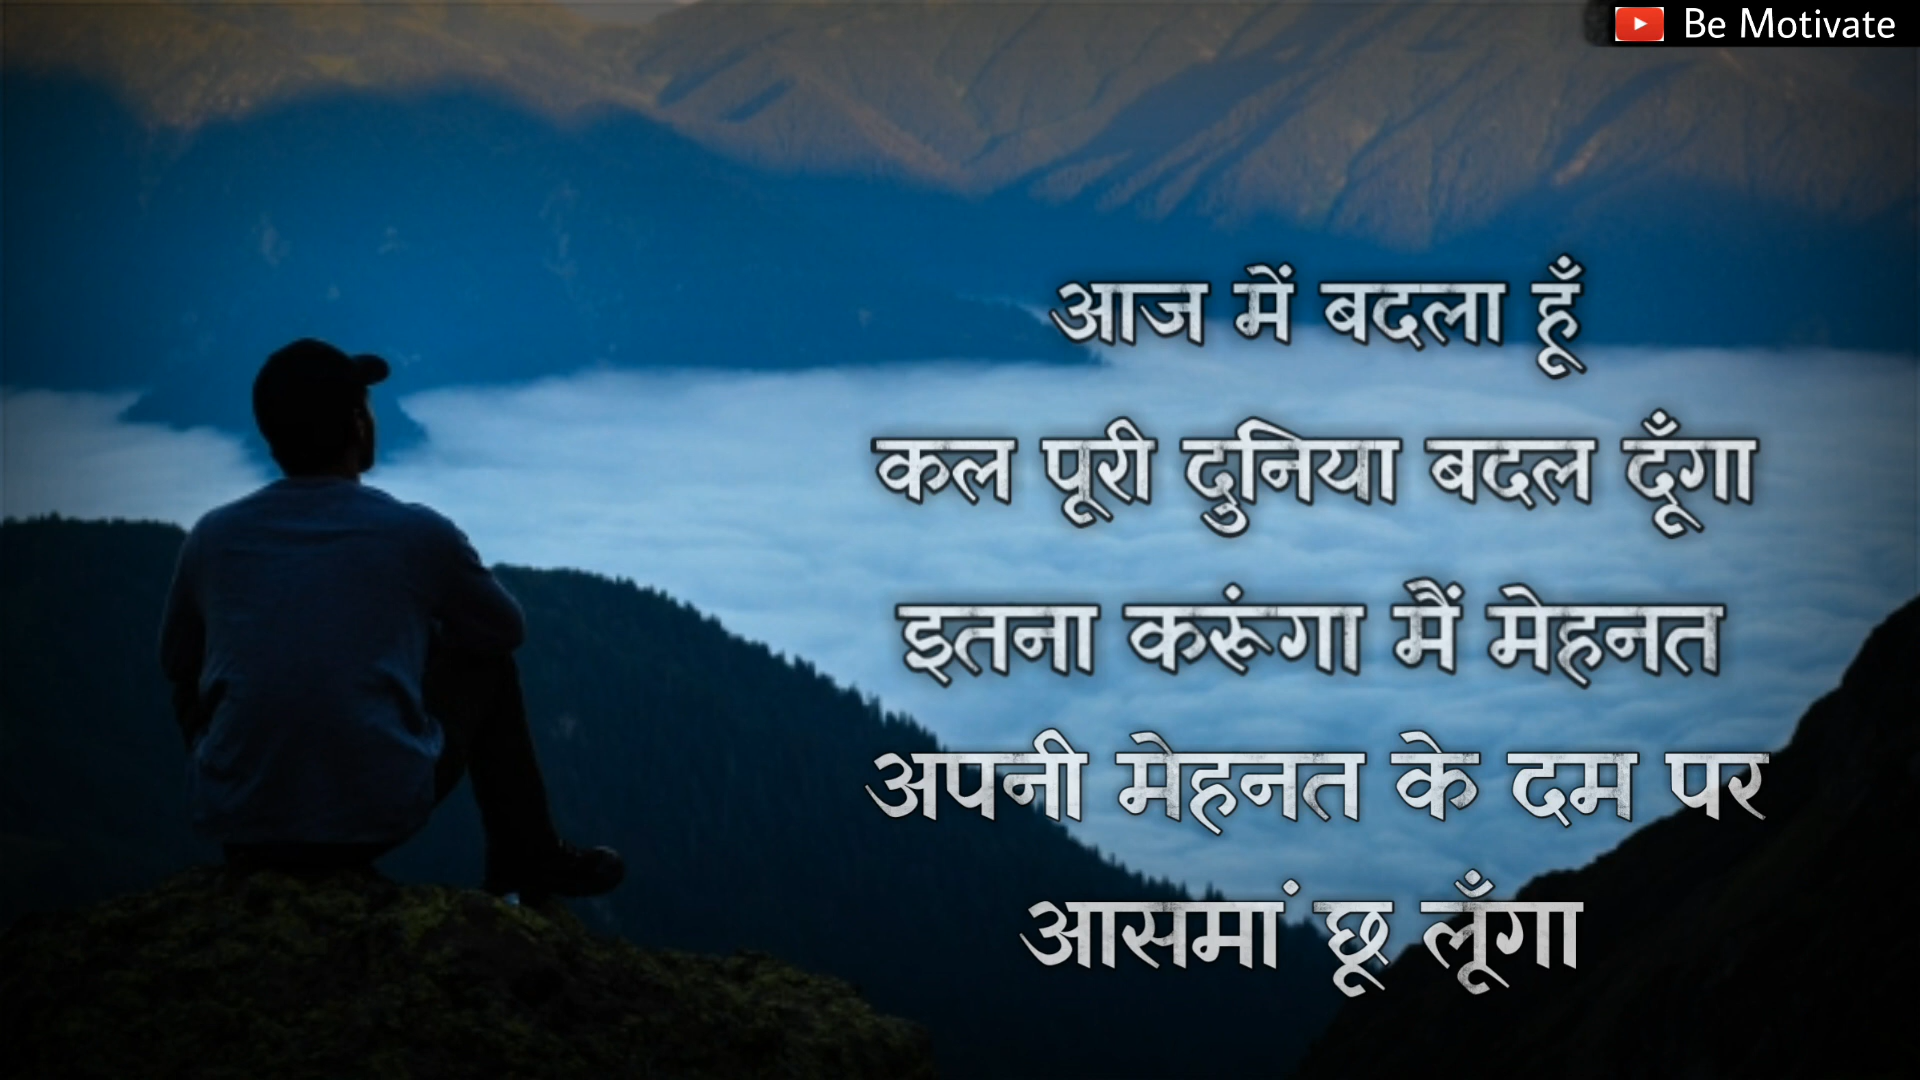 Be Motivate
आज में बदला हूँ
कल पूरी दुनिया बदल दूँगा
इतना करूंगा मैं मेहनत
अपनी मेहनत के दम पर
आसमां छू लूँगा